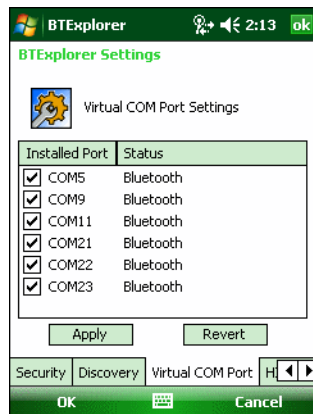 BTExplorer 2:13 ok
BTExplorer Settings
Virtual COM Port Settings
Installed Port Status
COM5 Bluetooth
COM9 Bluetooth
COM11 Bluetooth
COM21 Bluetooth
COM22 Bluetooth
COM23 Bluetooth
Apply Revert
Security Discovery Virtual COM Port
OK Cancel